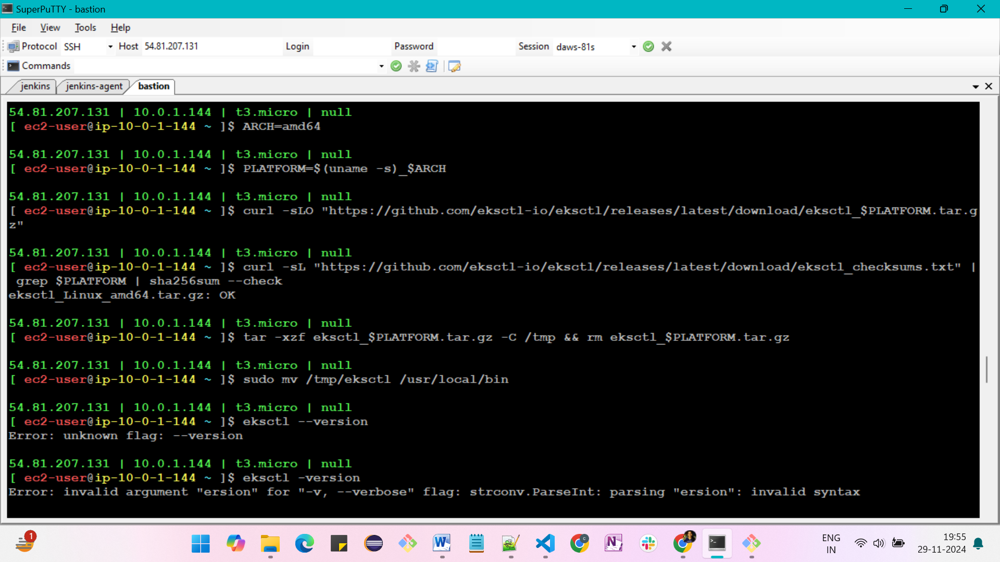 SuperPuTTY - bastion
File View Tools Help
Protocol SSH Host 54.81.207.131 Login Password Session daws-81s
Commands
jenkins jenkins-agent bastion
54.81.207.131 | 10.0.1.144 | t3.micro | null
[ ec2-user@ip-10-0-1-144 ~ ]$ ARCH=amd64
54.81.207.131 | 10.0.1.144 | t3.micro | null
[ ec2-user@ip-10-0-1-144 ~ ]$ PLATFORM=$(uname -s)_$ARCH
54.81.207.131 | 10.0.1.144 | t3.micro | null
[ ec2-user@ip-10-0-1-144 ~ ]$ curl -sLO "https://github.com/eksctl-io/eksctl/releases/latest/download/eksctl_$PLATFORM.tar.g
z"
54.81.207.131 | 10.0.1.144 | t3.micro | null
[ ec2-user@ip-10-0-1-144 ~ ]$ curl -sL "https://github.com/eksctl-io/eksctl/releases/latest/download/eksctl_checksums.txt" |
grep $PLATFORM | sha256sum --check
eksctl_Linux_amd64.tar.gz: OK
54.81.207.131 | 10.0.1.144 | t3.micro | null
[ ec2-user@ip-10-0-1-144 ~ ]$ tar -xzf eksctl_$PLATFORM.tar.gz -C /tmp && rm eksctl_$PLATFORM.tar.gz
54.81.207.131 | 10.0.1.144 | t3.micro | null
[ ec2-user@ip-10-0-1-144 ~ ]$ sudo mv /tmp/eksctl /usr/local/bin
54.81.207.131 | 10.0.1.144 | t3.micro | null
[ ec2-user@ip-10-0-1-144 ~ ]$ eksctl --version
Error: unknown flag: --version
54.81.207.131 | 10.0.1.144 | t3.micro | null
[ ec2-user@ip-10-0-1-144 ~ ]$ eksctl -version
Error: invalid argument "ersion" for "-v, --verbose" flag: strconv.ParseInt: parsing "ersion": invalid syntax
1
ENG 19:55
IN 29-11-2024